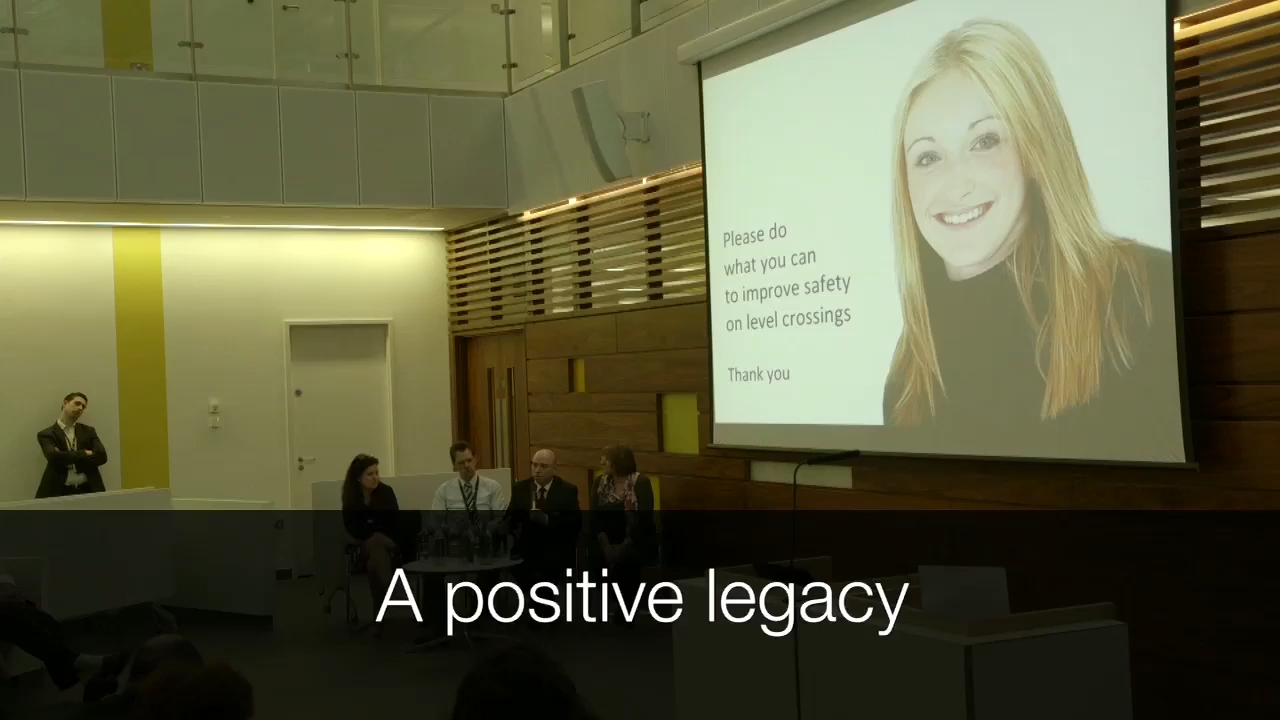 Please do
what you can
to improve safety
on level crossings
Thank you
A positive legacy